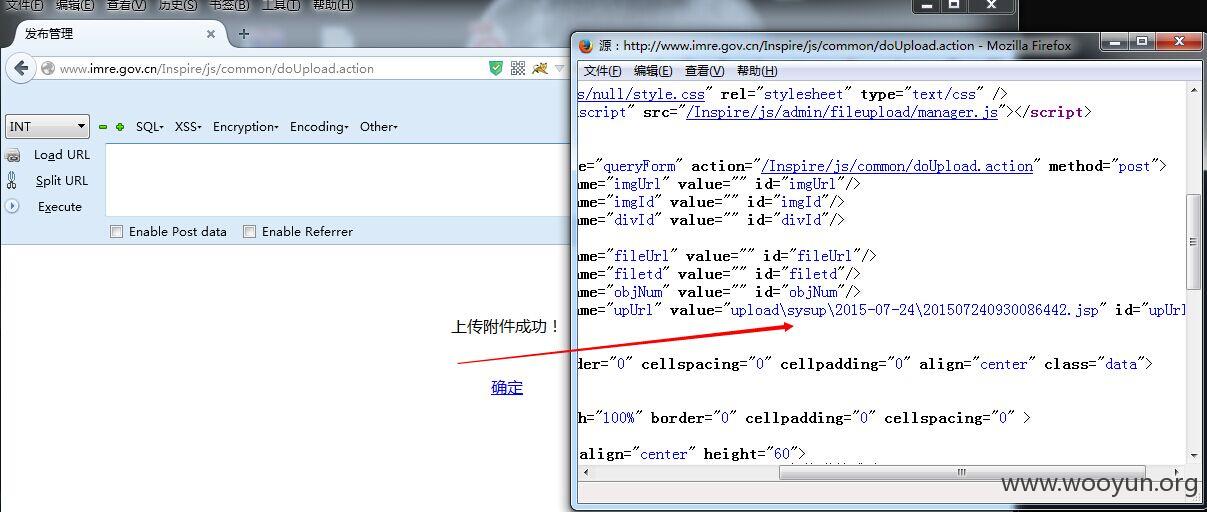 文件(F) 编辑(E) 查看(V) 历史(S) 书签(B) 工具(T) 帮助(H)
发布管理
www.imre.gov.cn/Inspire/js/common/doUpload.action
INT
SQL XSS Encryption Encoding Other
Load URL
Split URL
Execute
Enable Post data Enable Referrer
上传附件成功！
确定
源：http://www.imre.gov.cn/Inspire/js/common/doUpload.action - Mozilla Firefox
文件(F) 编辑(E) 查看(V) 帮助(H)
s/null/style.css" rel="stylesheet" type="text/css" />
script" src="/Inspire/js/admin/fileupload/manager.js"></script>
e="queryForm" action="/Inspire/js/common/doUpload.action" method="post">
ame="imgUrl" value="" id="imgUrl"/>
ame="imgId" value="" id="imgId"/>
ame="divId" value="" id="divId"/>
ame="fileUrl" value="" id="fileUrl"/>
ame="filetd" value="" id="filetd"/>
ame="objNum" value="" id="objNum"/>
ame="upUrl" value="upload\sysup\2015-07-24\201507240930086442.jsp" id="upUrl
der="0" cellspacing="0" cellpadding="0" align="center" class="data">
h="100%" border="0" cellpadding="0" cellspacing="0" >
align="center" height="60">
www.wooyun.org